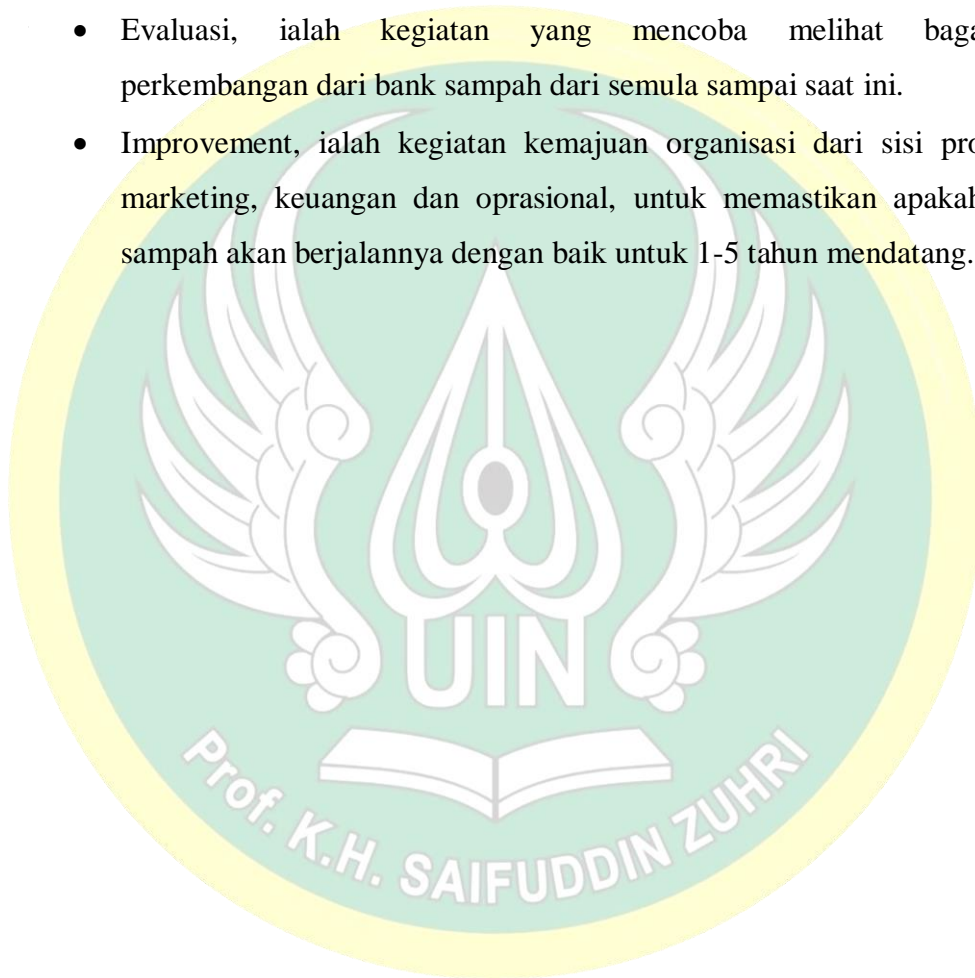 • Evaluasi, ialah kegiatan yang mencoba melihat
perkembangan dari bank sampah dari semula sampai saat ini.
• Improvement, ialah kegiatan kemajuan organisasi dari sisi
marketing, keuangan dan oprasional, untuk memastikan apakah
sampah akan berjalannya dengan baik untuk 1-5 tahun mendatang.
UIN
Prof. K.H. SAIFUDDIN ZUHRI